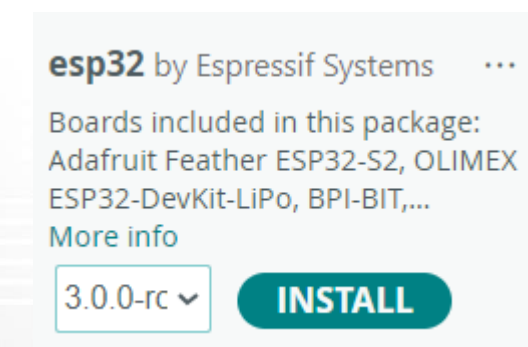 esp32 by Espressif Systems ...
Boards included in this package:
Adafruit Feather ESP32-S2, OLIMEX
ESP32-DevKit-LiPo, BPI-BIT,...
More info
3.0.0-rc INSTALL